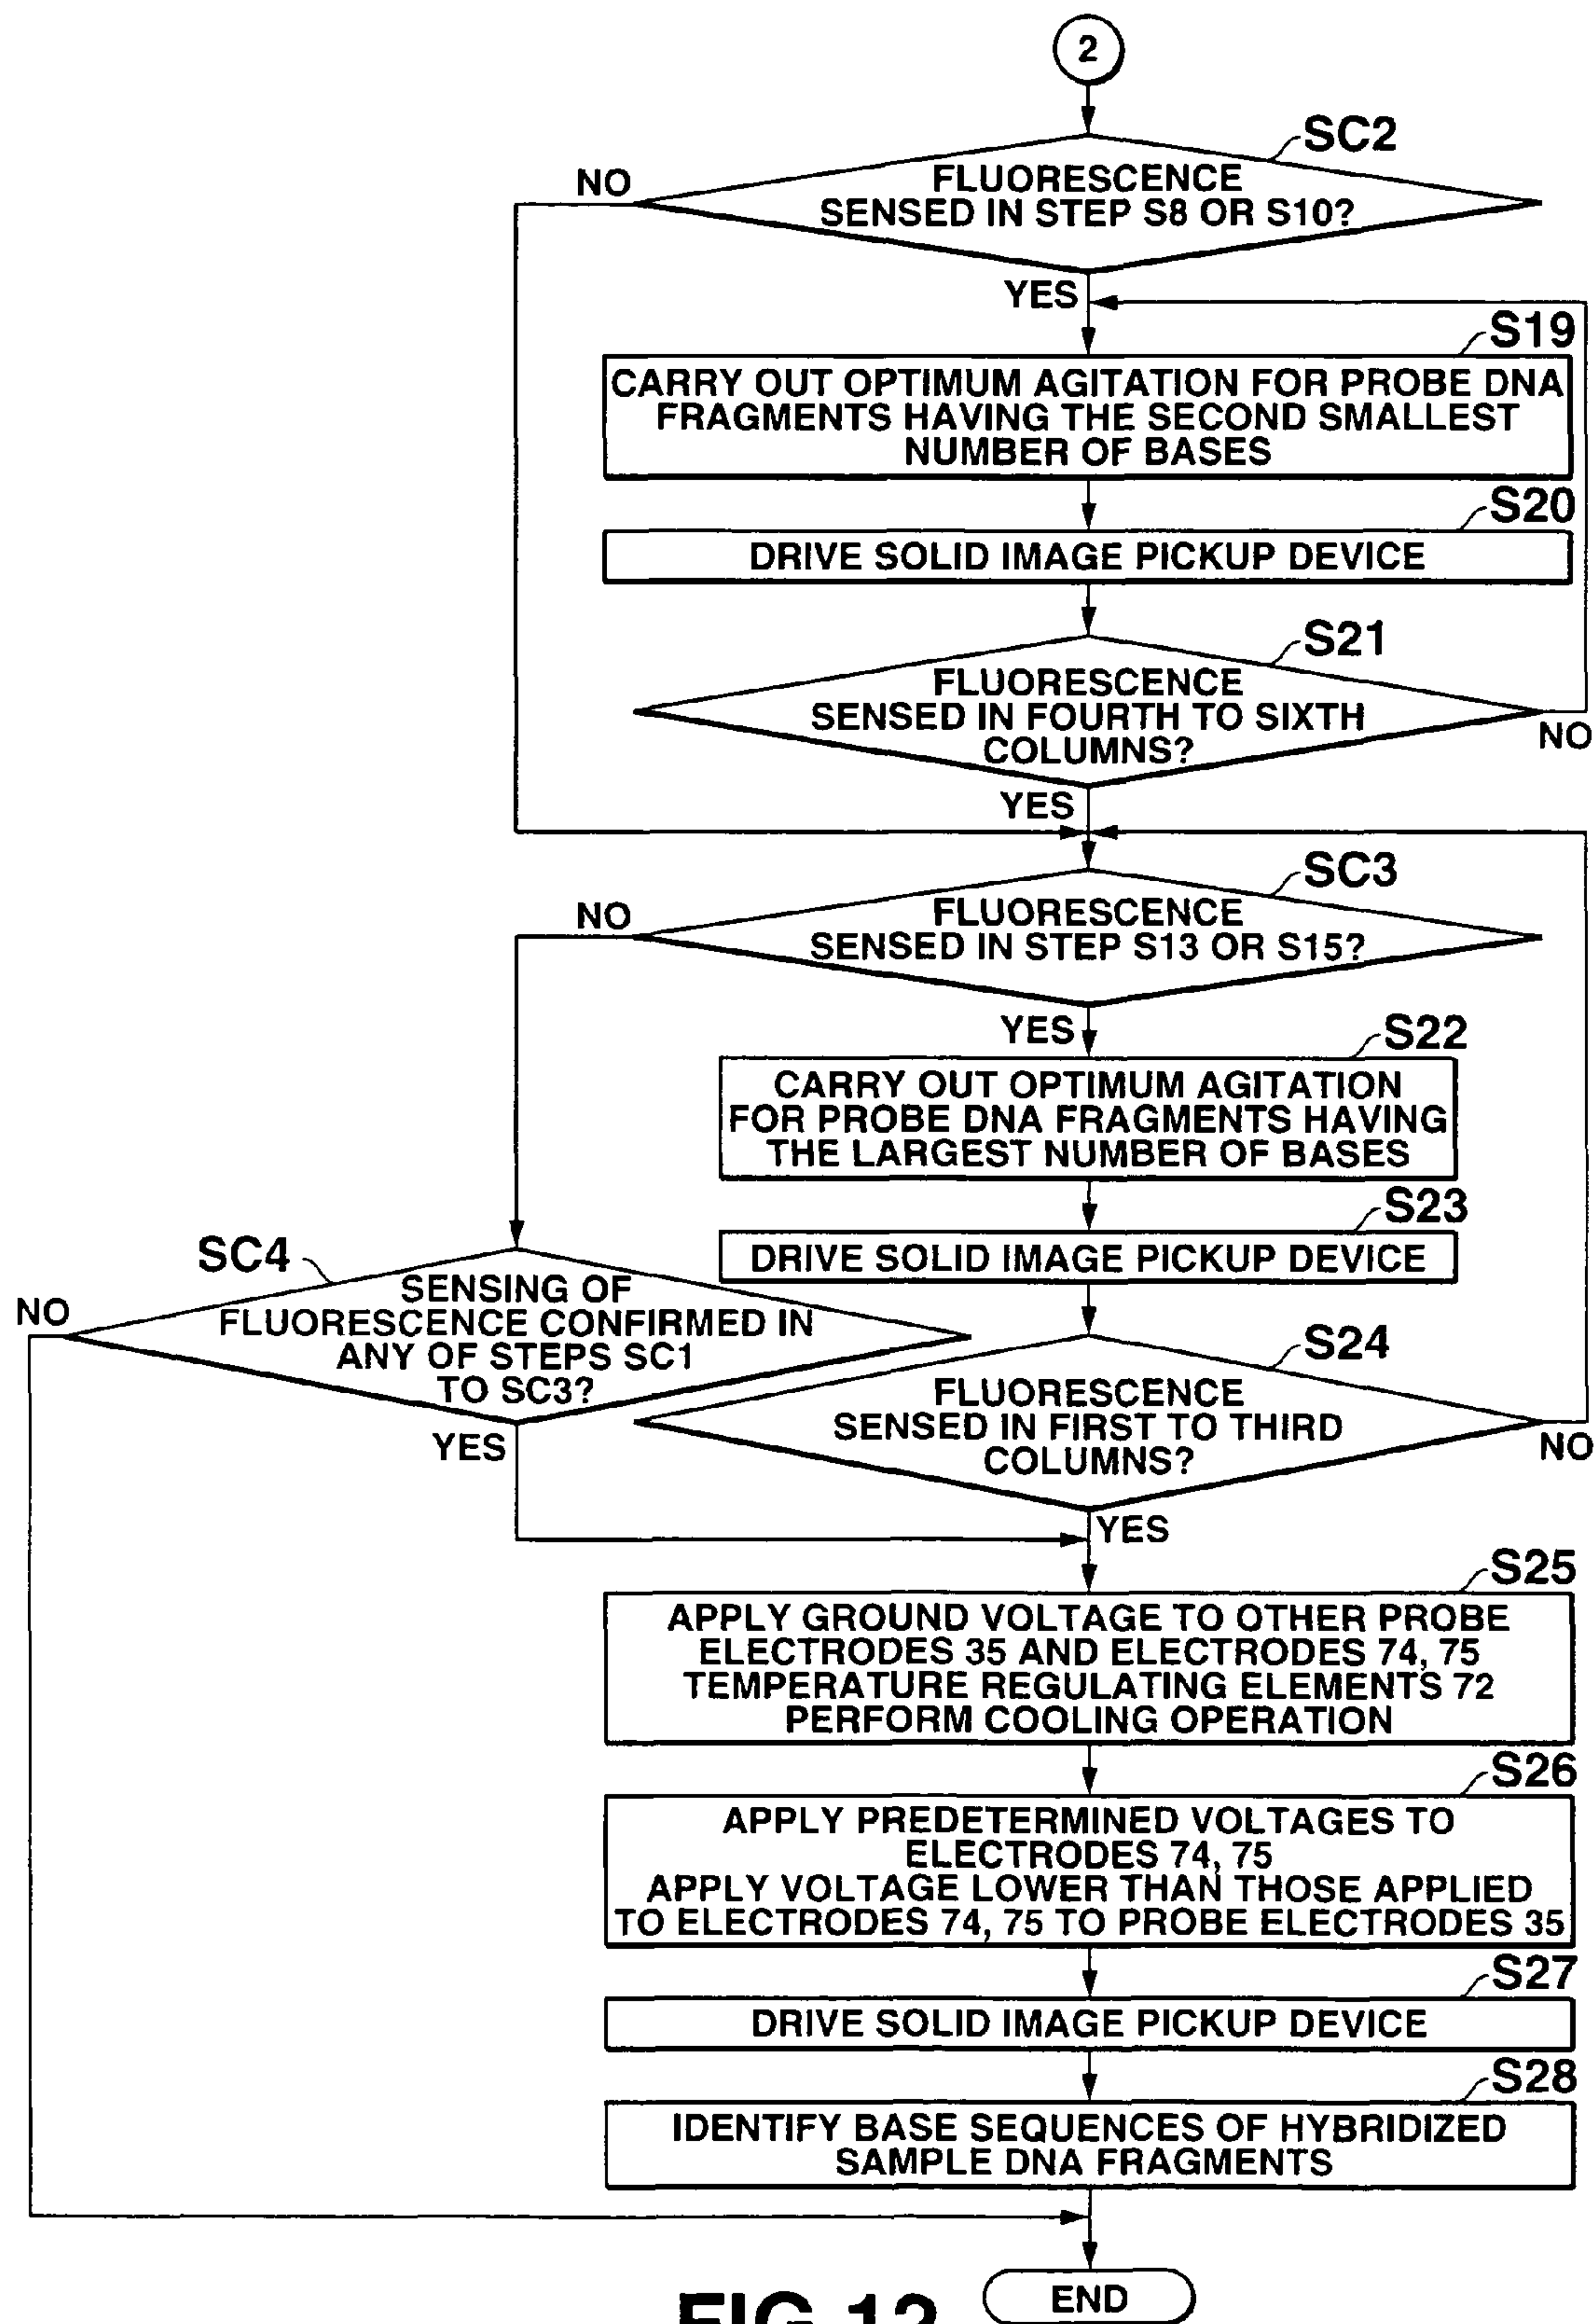 2
SC2
FLUORESCENCE
SENSED IN STEP S8 OR S10?
NO
YES
S19
CARRY OUT OPTIMUM AGITATION FOR PROBE DNA
FRAGMENTS HAVING THE SECOND SMALLEST
NUMBER OF BASES
S20
DRIVE SOLID IMAGE PICKUP DEVICE
S21
FLUORESCENCE
SENSED IN FOURTH TO SIXTH
COLUMNS?
NO
YES
SC3
FLUORESCENCE
SENSED IN STEP S13 OR S15?
NO
YES
S22
CARRY OUT OPTIMUM AGITATION
FOR PROBE DNA FRAGMENTS HAVING
THE LARGEST NUMBER OF BASES
S23
DRIVE SOLID IMAGE PICKUP DEVICE
SC4
SENSING OF
FLUORESCENCE CONFIRMED IN
ANY OF STEPS SC1
TO SC3?
NO
YES
S24
FLUORESCENCE
SENSED IN FIRST TO THIRD
COLUMNS?
NO
YES
S25
APPLY GROUND VOLTAGE TO OTHER PROBE
ELECTRODES 35 AND ELECTRODES 74, 75
TEMPERATURE REGULATING ELEMENTS 72
PERFORM COOLING OPERATION
S26
APPLY PREDETERMINED VOLTAGES TO
ELECTRODES 74, 75
APPLY VOLTAGE LOWER THAN THOSE APPLIED
TO ELECTRODES 74, 75 TO PROBE ELECTRODES 35
S27
DRIVE SOLID IMAGE PICKUP DEVICE
S28
IDENTIFY BASE SEQUENCES OF HYBRIDIZED
SAMPLE DNA FRAGMENTS
END
FIG.12